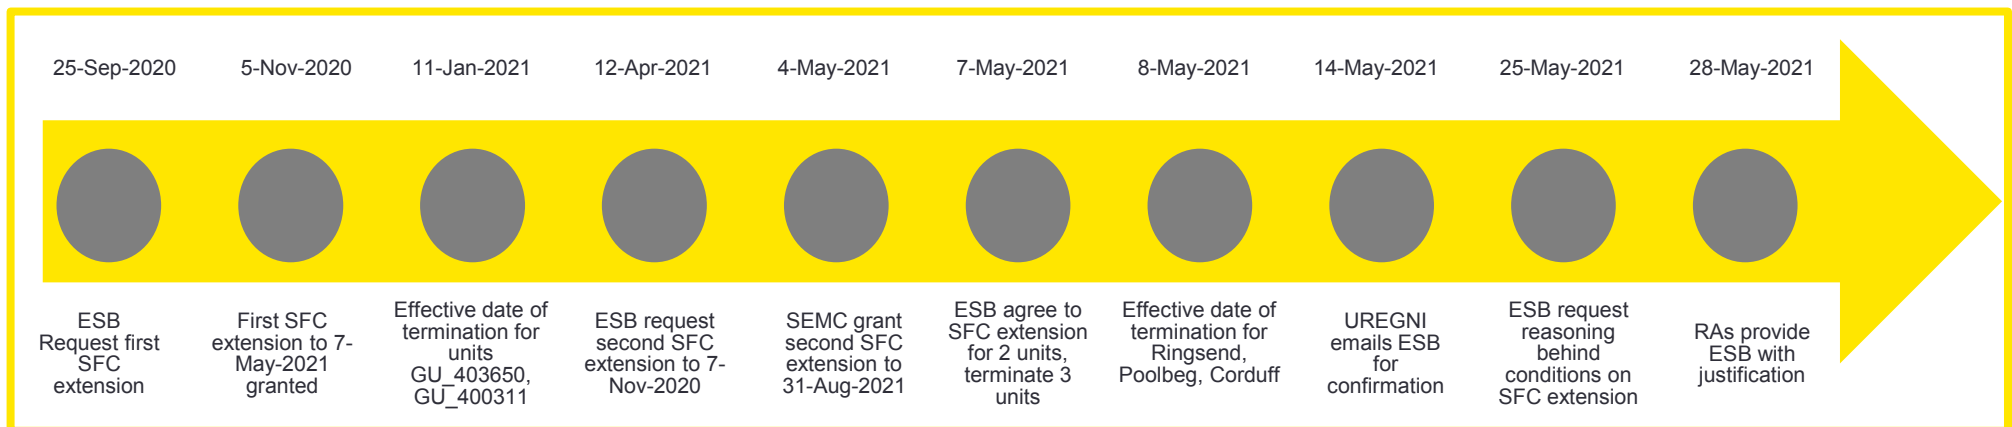 25-Sep-2020
5-Nov-2020
11-Jan-2021
12-Apr-2021
4-May-2021
7-May-2021
8-May-2021
14-May-2021
25-May-2021
28-May-2021
ESB
Request first
SFC
extension
First SFC
extension to 7-
May-2021
granted
Effective date of
termination for
units
GU_403650,
GU_400311
ESB request
second SFC
extension to 7-
Nov-2020
SEMC grant
second SFC
extension to
31-Aug-2021
ESB agree to
SFC extension
for 2 units,
terminate 3
units
Effective date of
termination for
Ringsend,
Poolbeg, Corduff
UREGNI
emails ESB
for
confirmation
ESB request
reasoning
behind
conditions on
SFC extension
RAs provide
ESB with
justification